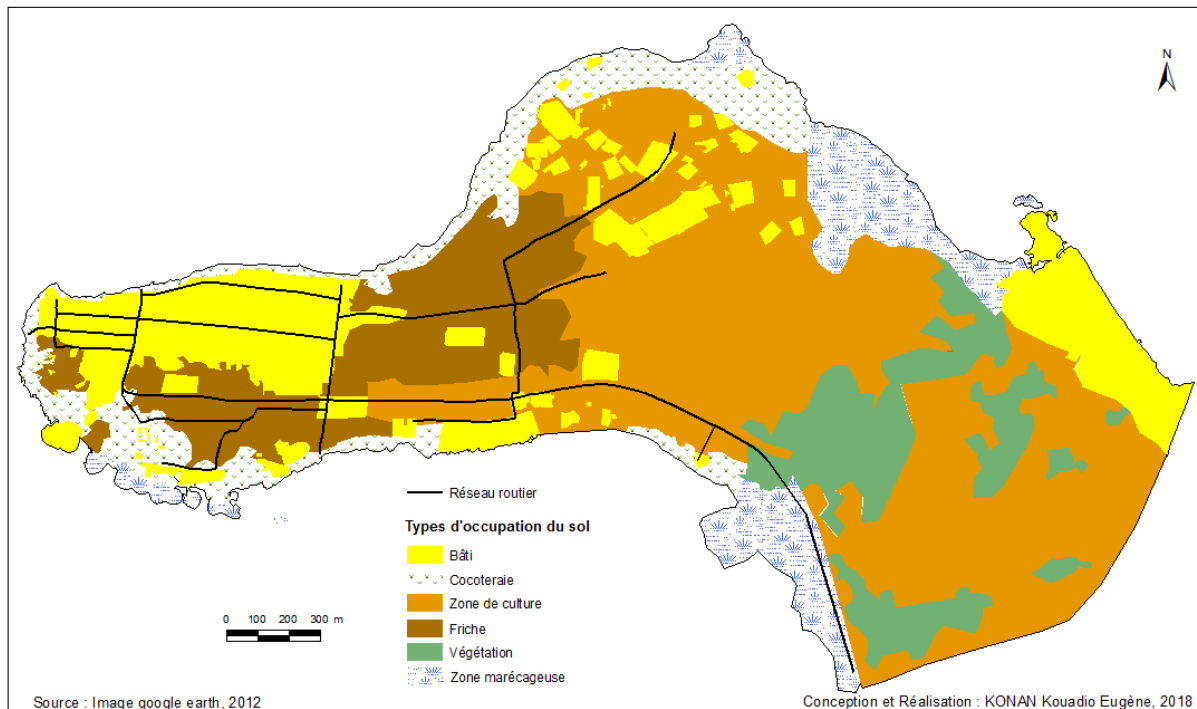 N
Réseau routier
Types d'occupation du sol
Bâti
Cocoteraie
Zone de culture
Friche
Végétation
Zone marécageuse
0 100 200 300 m
Source : Image google earth, 2012
Conception et Réalisation : KONAN Kouadio Eugène, 2018